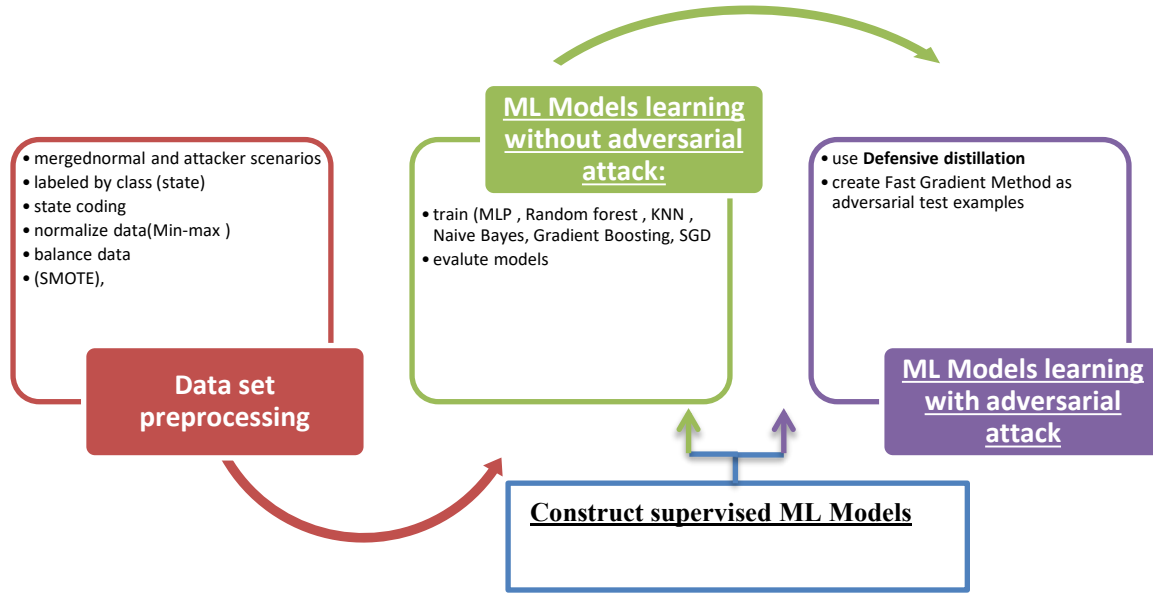 • mergednormal and attacker scenarios
• labeled by class (state)
• state coding
• normalize data(Min-max )
• balance data
• (SMOTE),
Data set
preprocessing
ML Models learning
without adversarial
attack:
• train (MLP , Random forest , KNN ,
Naive Bayes, Gradient Boosting, SGD
• evalute models
• use Defensive distillation
• create Fast Gradient Method as
adversarial test examples
ML Models learning
with adversarial
attack
Construct supervised ML Models